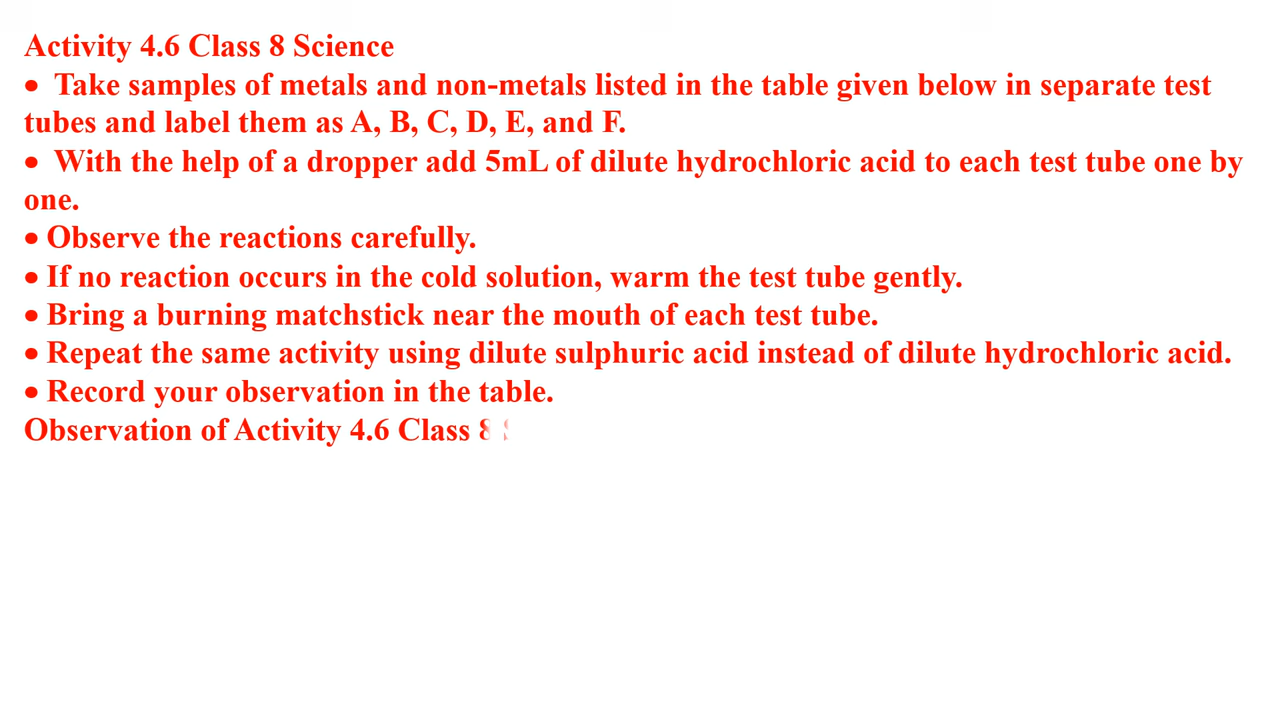 Activity 4.6 Class 8 Science
• Take samples of metals and non-metals listed in the table given below in separate test
tubes and label them as A, B, C, D, E, and F.
• With the help of a dropper add 5mL of dilute hydrochloric acid to each test tube one by
one.
• Observe the reactions carefully.
• If no reaction occurs in the cold solution, warm the test tube gently.
• Bring a burning matchstick near the mouth of each test tube.
• Repeat the same activity using dilute sulphuric acid instead of dilute hydrochloric acid.
• Record your observation in the table.
Observation of Activity 4.6 Class 8